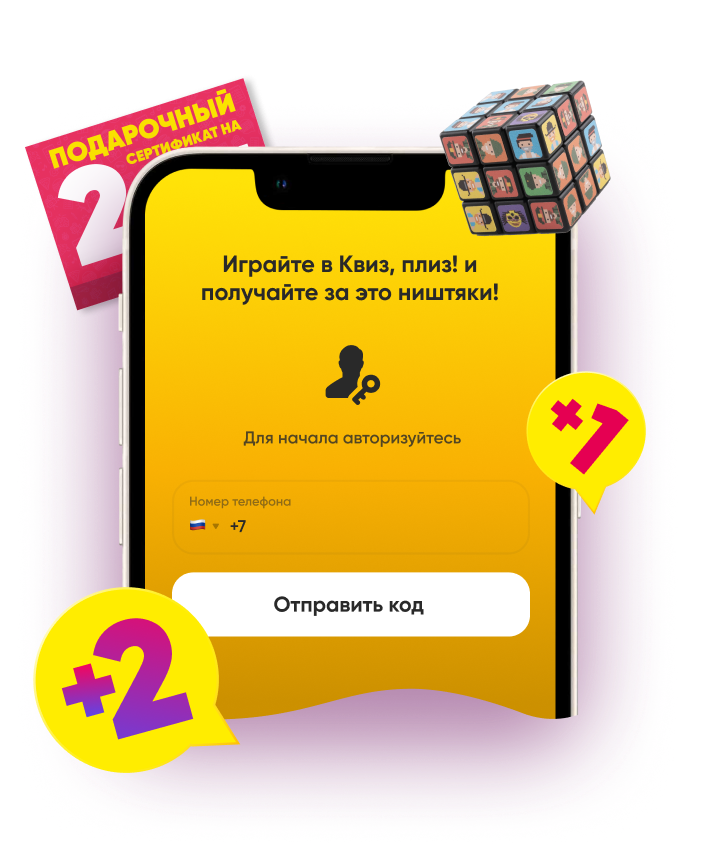 ПОДАРОЧНЫЙ
СЕРТИФИКАТ НА
2
Играйте в Квиз, плиз! и
получайте за это ништяки!
Для начала авторизуйтесь
Номер телефона
+7
Отправить код
+1
+2